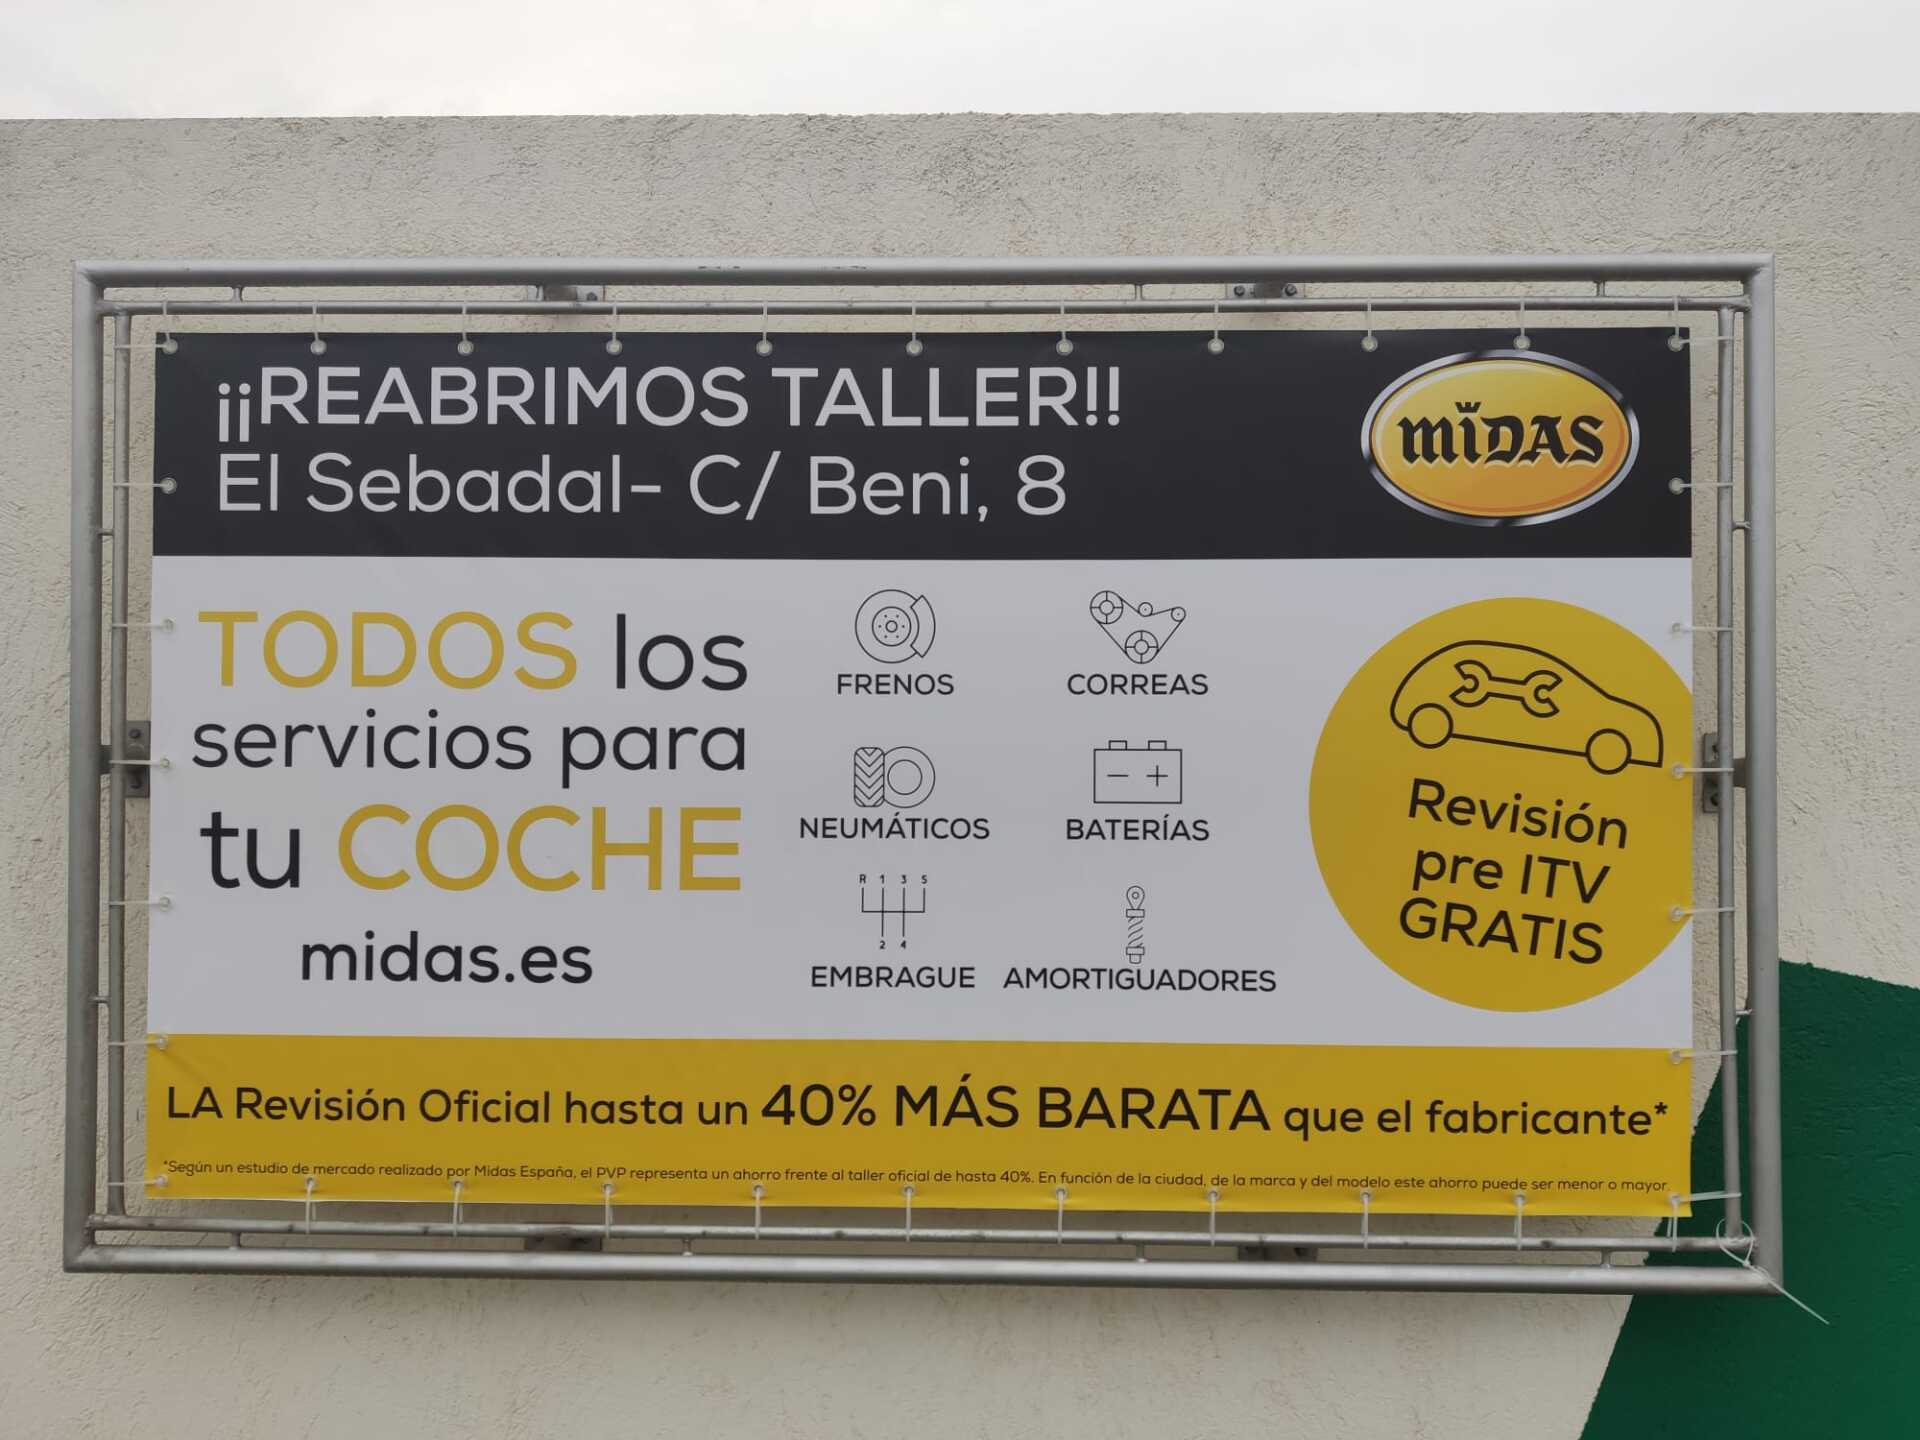 ¡¡REABRIMOS TALLER!!
El Sebadal- C/ Beni, 8
MIDAS
TODOS los
servicios para
tu COCHE
midas.es
FRENOS
CORREAS
NEUMÁTICOS
BATERÍAS
R 1 3 5
2 4
EMBRAGUE
AMORTIGUADORES
Revisión
pre ITV
GRATIS
LA Revisión Oficial hasta un 40% MÁS BARATA que el fabricante*
*Según un estudio de mercado realizado por Midas España, el PVP representa un ahorro frente al taller oficial de hasta 40%. En función de la ciudad, de la marca y del modelo este ahorro puede ser menor o mayor.